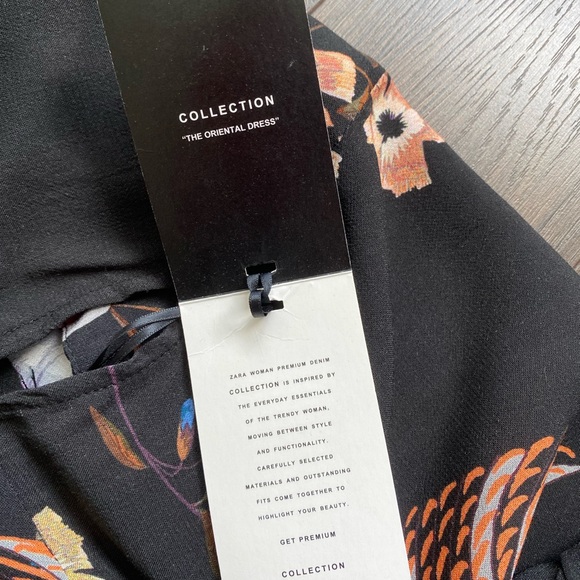 COLLECTION
"THE ORIENTAL DRESS"
ZARA WOMAN PREMIUM DENIM
COLLECTION IS INSPIRED BY
THE EVERYDAY ESSENTIALS
OF THE TRENDY WOMAN,
MOVING BETWEEN STYLE
AND FUNCTIONALITY.
CAREFULLY SELECTED
MATERIALS AND OUTSTANDING
FITS COME TOGETHER TO
HIGHLIGHT YOUR BEAUTY.
GET PREMIUM
COLLECTION